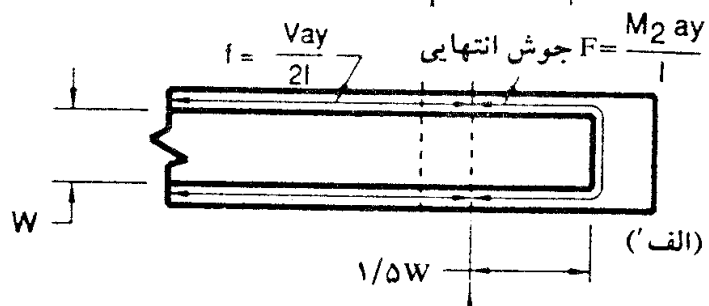 f = Vay / 2I
جوش انتهایی F = M2 ay / I
W
(الف')
۱/۵W